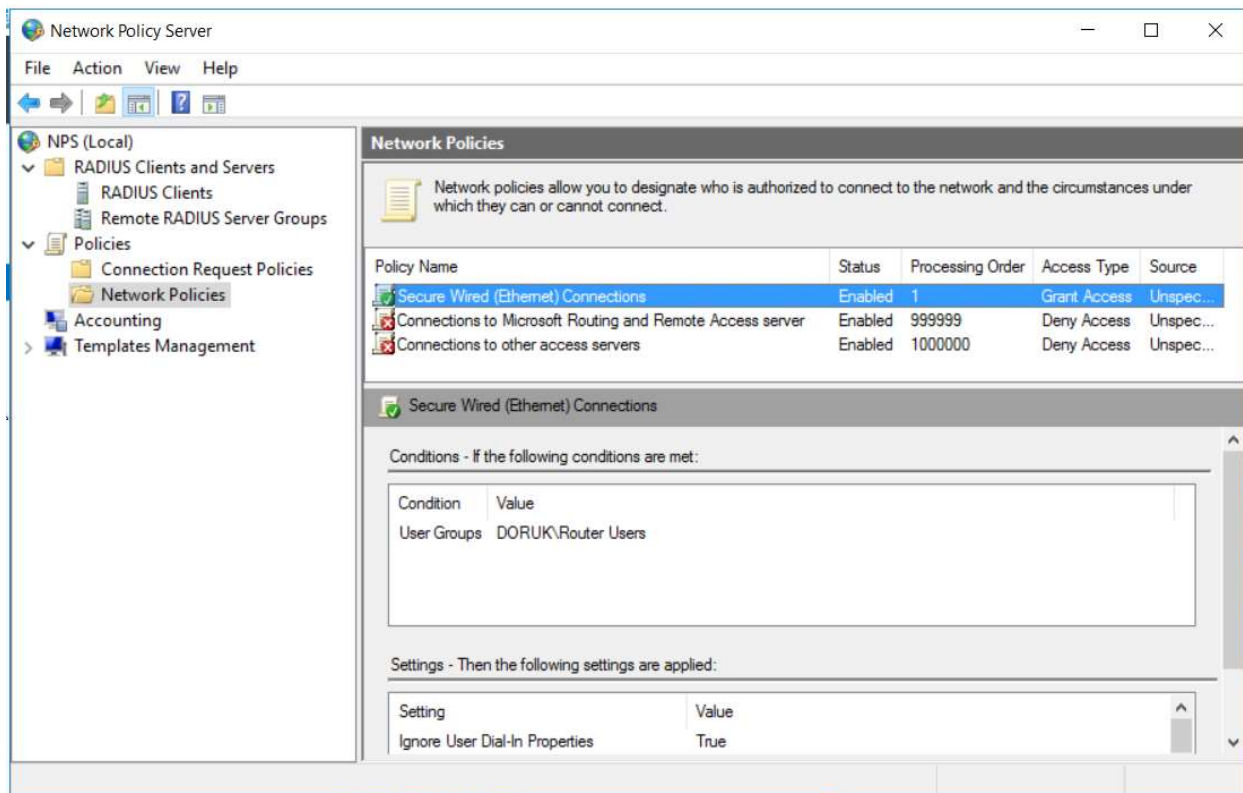 Network Policy Server
File Action View Help
NPS (Local)
RADIUS Clients and Servers
RADIUS Clients
Remote RADIUS Server Groups
Policies
Connection Request Policies
Network Policies
Accounting
Templates Management
Network Policies
Network policies allow you to designate who is authorized to connect to the network and the circumstances under
which they can or cannot connect.
Policy Name Status Processing Order Access Type Source
Secure Wired (Ethernet) Connections Enabled 1 Grant Access Unspec...
Connections to Microsoft Routing and Remote Access server Enabled 999999 Deny Access Unspec...
Connections to other access servers Enabled 1000000 Deny Access Unspec...
Secure Wired (Ethernet) Connections
Conditions - If the following conditions are met:
Condition Value
User Groups DORUK\Router Users
Settings - Then the following settings are applied:
Setting Value
Ignore User Dial-In Properties True